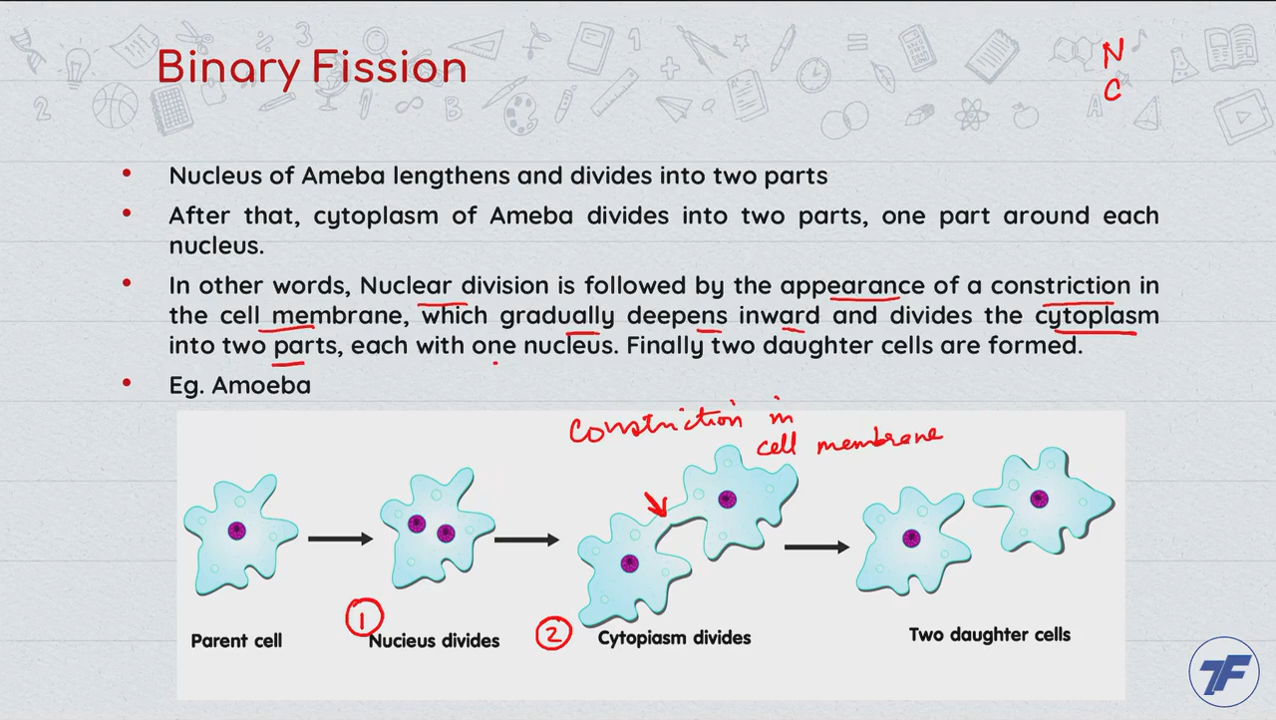 Binary Fission
N
C
• Nucleus of Ameba lengthens and divides into two parts
• After that, cytoplasm of Ameba divides into two parts, one part around each
nucleus.
• In other words, Nuclear division is followed by the appearance of a constriction in
the cell membrane, which gradually deepens inward and divides the cytoplasm
into two parts, each with one nucleus. Finally two daughter cells are formed.
• Eg. Amoeba
Constriction in
cell membrane
Parent cell
1
Nucieus divides
2
Cytopiasm divides
Two daughter cells
7F